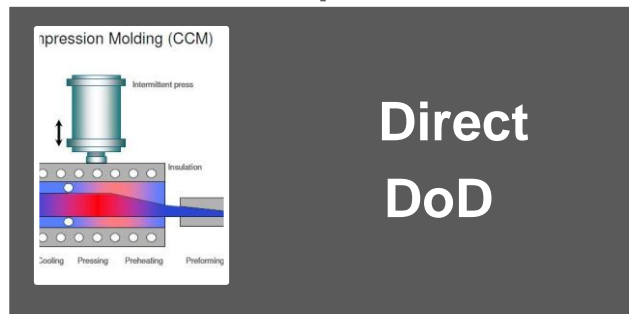 npression Molding (CCM)
Intermittent press
Insulation
Cooling Pressing Preheating Preforming
Direct
DoD